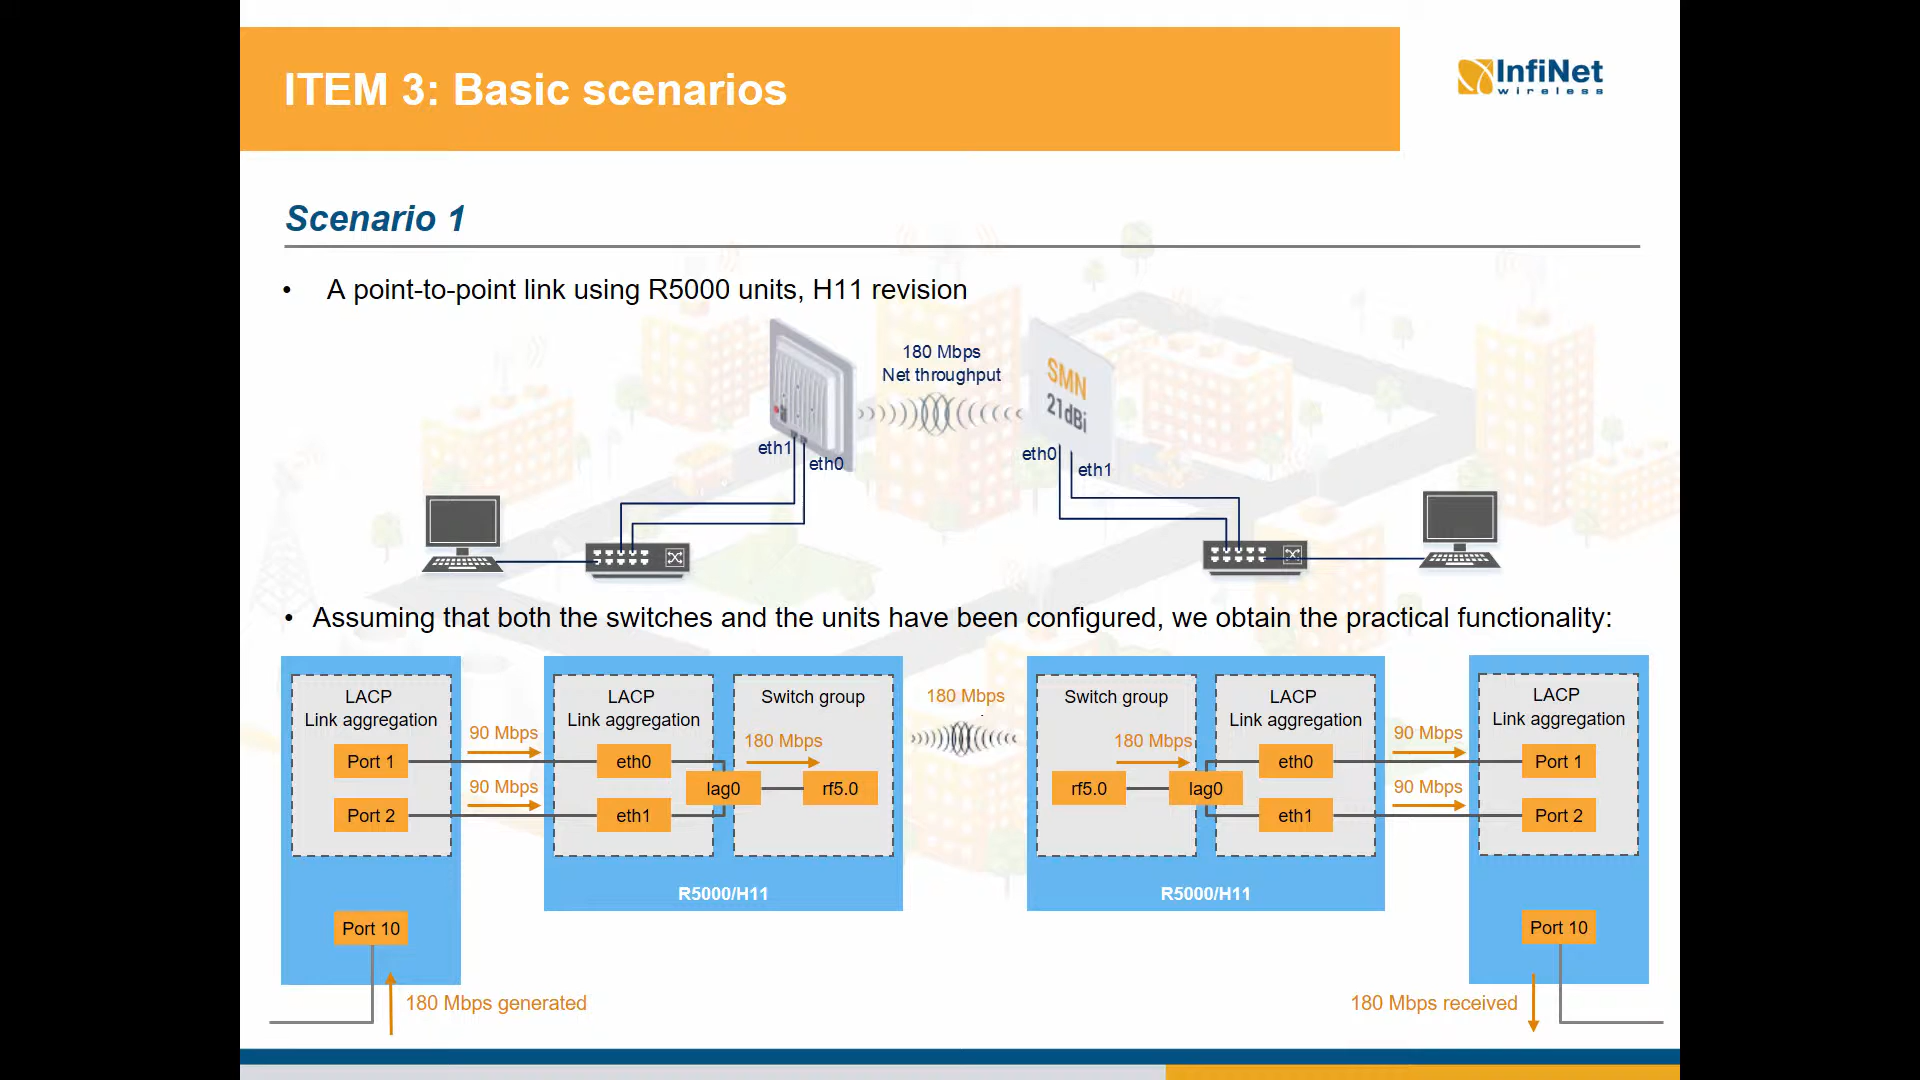 ITEM 3: Basic scenarios
InfiNet
wireless
Scenario 1
• A point-to-point link using R5000 units, H11 revision
180 Mbps
Net throughput
SMN
21dBi
eth1
eth0
eth0
eth1
• Assuming that both the switches and the units have been configured, we obtain the practical functionality:
LACP
Link aggregation
Port 1
Port 2
Port 10
180 Mbps generated
90 Mbps
90 Mbps
LACP
Link aggregation
eth0
eth1
lag0
Switch group
180 Mbps
rf5.0
R5000/H11
180 Mbps
Switch group
180 Mbps
rf5.0
lag0
LACP
Link aggregation
eth0
eth1
R5000/H11
90 Mbps
90 Mbps
LACP
Link aggregation
Port 1
Port 2
Port 10
180 Mbps received